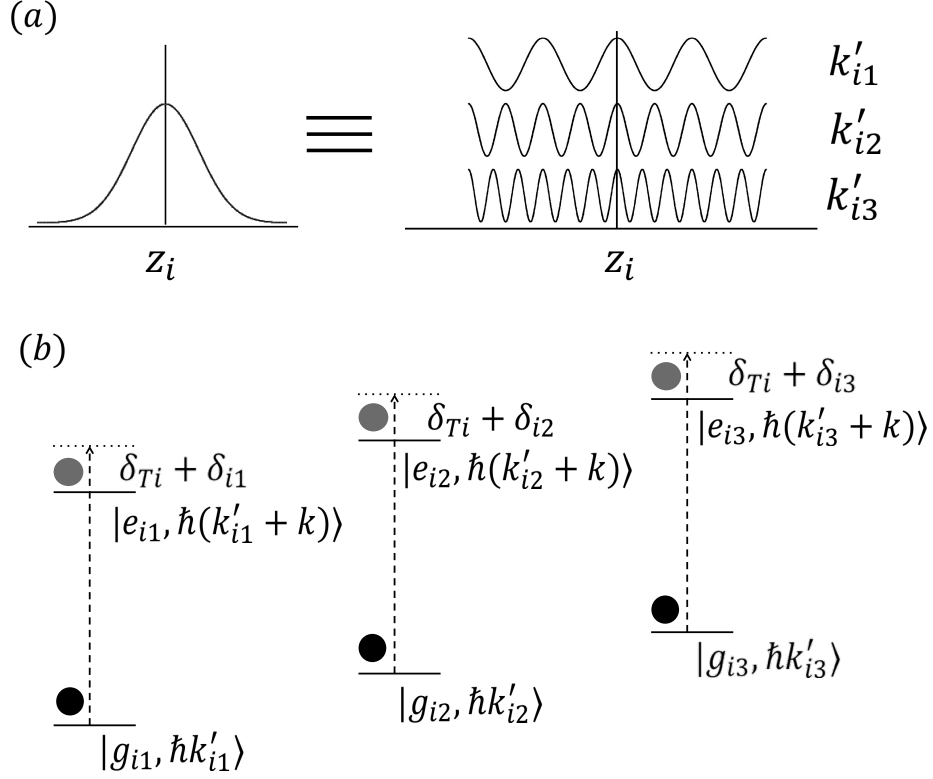 (a)
k′_{i1}
k′_{i2}
≡
k′_{i3}
z_i z_i
(b)
δ_{Ti} + δ_{i3}
δ_{Ti} + δ_{i2} |e_{i3}, ℏ(k′_{i3} + k)⟩
δ_{Ti} + δ_{i1} |e_{i2}, ℏ(k′_{i2} + k)⟩
|e_{i1}, ℏ(k′_{i1} + k)⟩
|g_{i3}, ℏk′_{i3}⟩
|g_{i2}, ℏk′_{i2}⟩
|g_{i1}, ℏk′_{i1}⟩